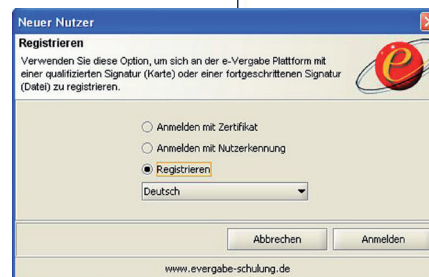 Neuer Nutzer
Registrieren
Verwenden Sie diese Option, um sich an der e-Vergabe Plattform mit
einer qualifizierten Signatur (Karte) oder einer fortgeschrittenen Signatur
(Datei) zu registrieren.
Anmelden mit Zertifikat
Anmelden mit Nutzerkennung
Registrieren
Deutsch
Abbrechen
Anmelden
www.evergabe-schulung.de